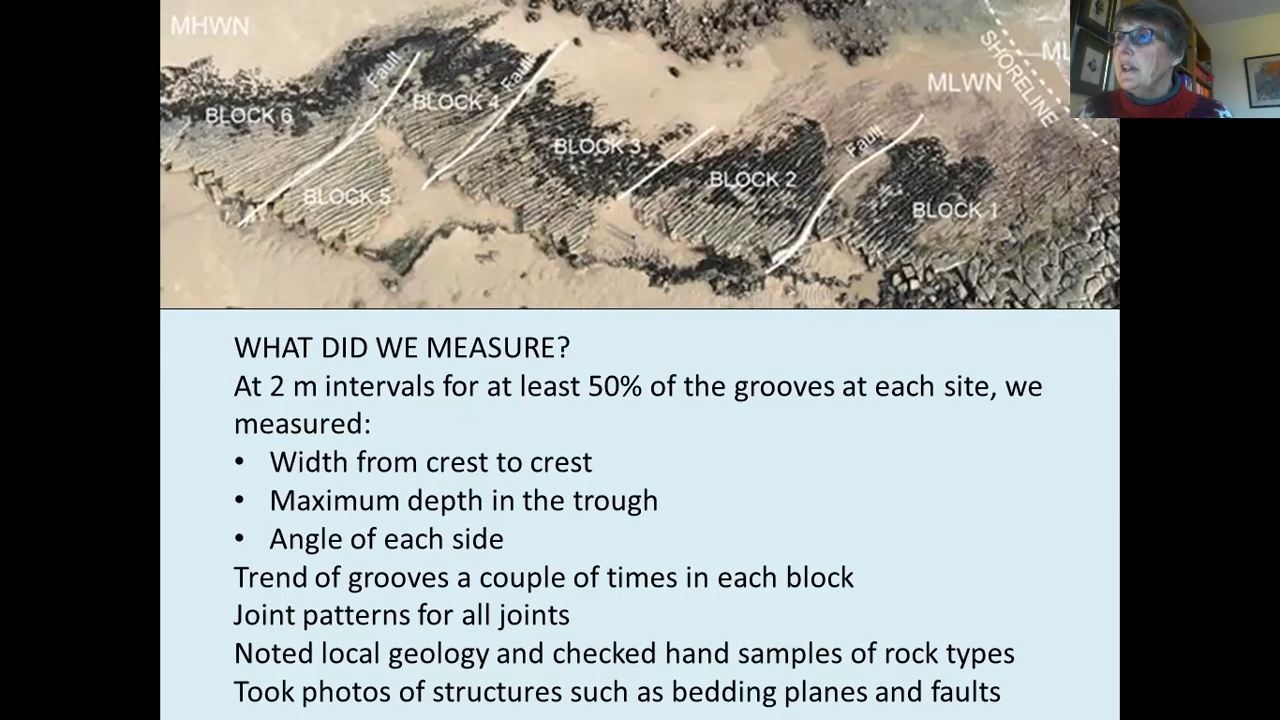 MHWN
ML
Fault
Fault
SHORELINE
MLWN
BLOCK 4
BLOCK 6
Fault
BLOCK 3
BLOCK 2
BLOCK 5
BLOCK 1
WHAT DID WE MEASURE?
At 2 m intervals for at least 50% of the grooves at each site, we
measured:
• Width from crest to crest
• Maximum depth in the trough
• Angle of each side
Trend of grooves a couple of times in each block
Joint patterns for all joints
Noted local geology and checked hand samples of rock types
Took photos of structures such as bedding planes and faults